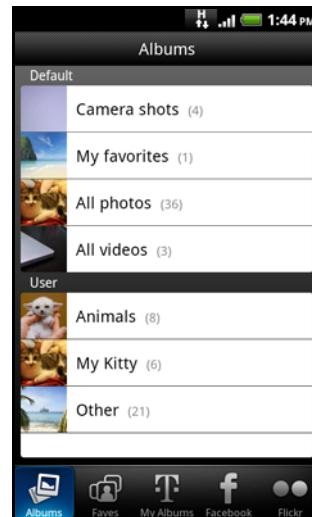 H 1:44 PM
Albums
Default
Camera shots (4)
My favorites (1)
All photos (36)
All videos (3)
User
Animals (8)
My Kitty (6)
Other (21)
Albums Faves My Albums Facebook Flickr